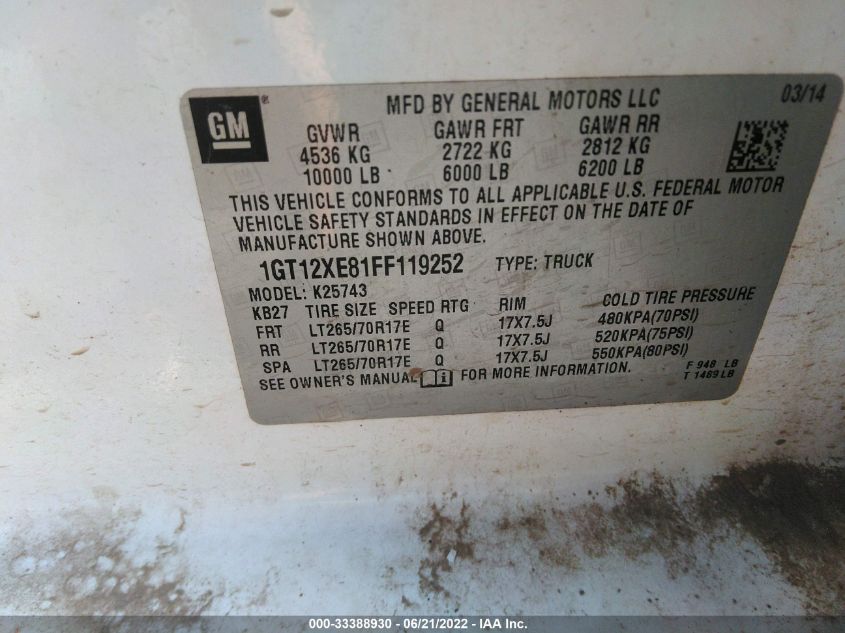 GM ®
MFD BY GENERAL MOTORS LLC 03/14
GVWR GAWR FRT GAWR RR
4536 KG 2722 KG 2812 KG
10000 LB 6000 LB 6200 LB
THIS VEHICLE CONFORMS TO ALL APPLICABLE U.S. FEDERAL MOTOR
VEHICLE SAFETY STANDARDS IN EFFECT ON THE DATE OF
MANUFACTURE SHOWN ABOVE.
1GT12XE81FF119252 TYPE: TRUCK
MODEL: K25743
KB27 TIRE SIZE SPEED RTG RIM COLD TIRE PRESSURE
FRT LT265/70R17E Q 17X7.5J 480KPA(70PSI)
RR LT265/70R17E Q 17X7.5J 520KPA(75PSI)
SPA LT265/70R17E Q 17X7.5J 550KPA(80PSI)
SEE OWNER'S MANUAL FOR MORE INFORMATION.
F 948 LB
T 1489 LB
000-33388930 - 06/21/2022 - IAA Inc.